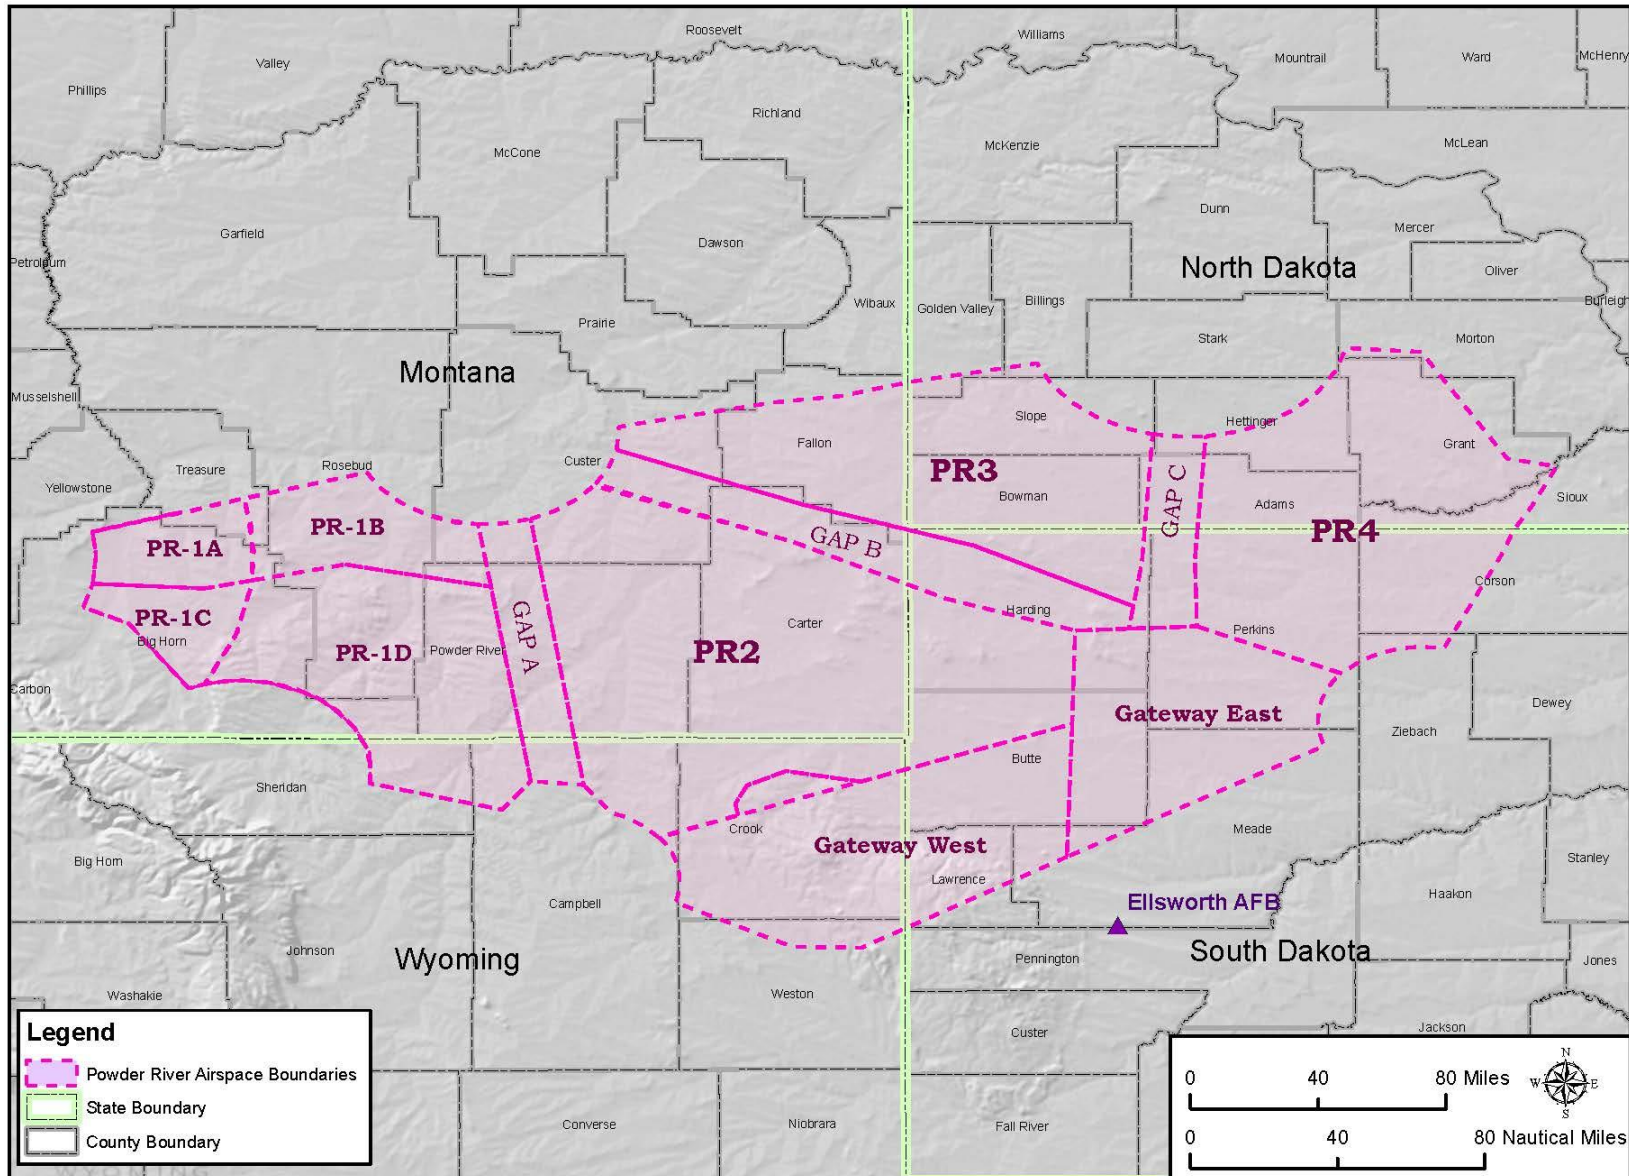 Roosevelt
Williams
Mountrail
Ward
McHenry
Valley
Phillips
Richland
McCone
McKenzie
McLean
Dunn
Mercer
Garfield
Dawson
Petroleum
North Dakota
Oliver
Burleigh
Wibaux
Golden Valley
Billings
Prairie
Stark
Morton
Montana
Musselshell
Slope
Hettinger
Fallon
Grant
Treasure
Rosebud
Custer
PR3
GAP C
Yellowstone
Bowman
Adams
Sioux
PR-1B
PR4
PR-1A
GAP B
Corson
PR-1C
GAP A
Harding
Carter
Perkins
Big Horn
PR-1D
Powder River
PR2
Carbon
Dewey
Gateway East
Ziebach
Butte
Sheridan
Crook
Meade
Gateway West
Big Horn
Stanley
Lawrence
Haakon
Campbell
Ellsworth AFB
Johnson
Wyoming
South Dakota
Pennington
Jones
Washakie
Weston
Custer
Jackson
Legend
Powder River Airspace Boundaries
State Boundary
County Boundary
Converse
Niobrara
Fall River
0 40 80 Miles
N
W E
S
0 40 80 Nautical Miles
WYOMING